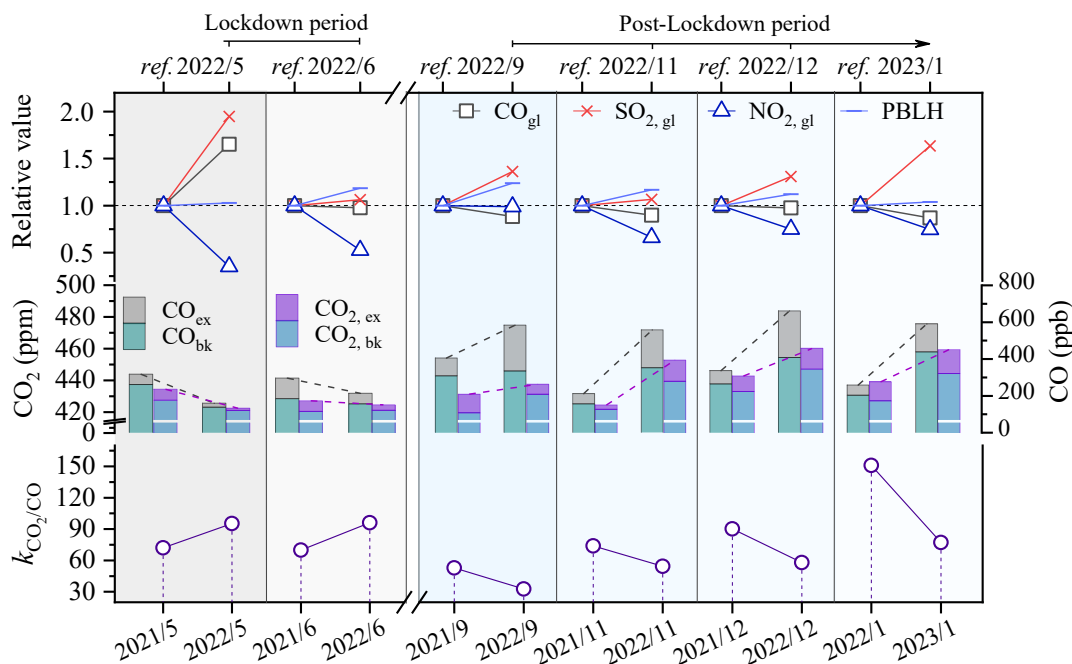 Lockdown period
Post-Lockdown period
ref. 2022/5
ref. 2022/6
ref. 2022/9
ref. 2022/11
ref. 2022/12
ref. 2023/1
CO_gl
SO_2, gl
NO_2, gl
PBLH
Relative value
2.0
1.5
1.0
0.5
CO_2 (ppm)
500
480
460
440
420
0
CO_ex
CO_bk
CO_2, ex
CO_2, bk
CO (ppb)
800
600
400
200
0
k_CO_2/CO
150
120
90
60
30
2021/5
2022/5
2021/6
2022/6
2021/9
2022/9
2021/11
2022/11
2021/12
2022/12
2022/1
2023/1